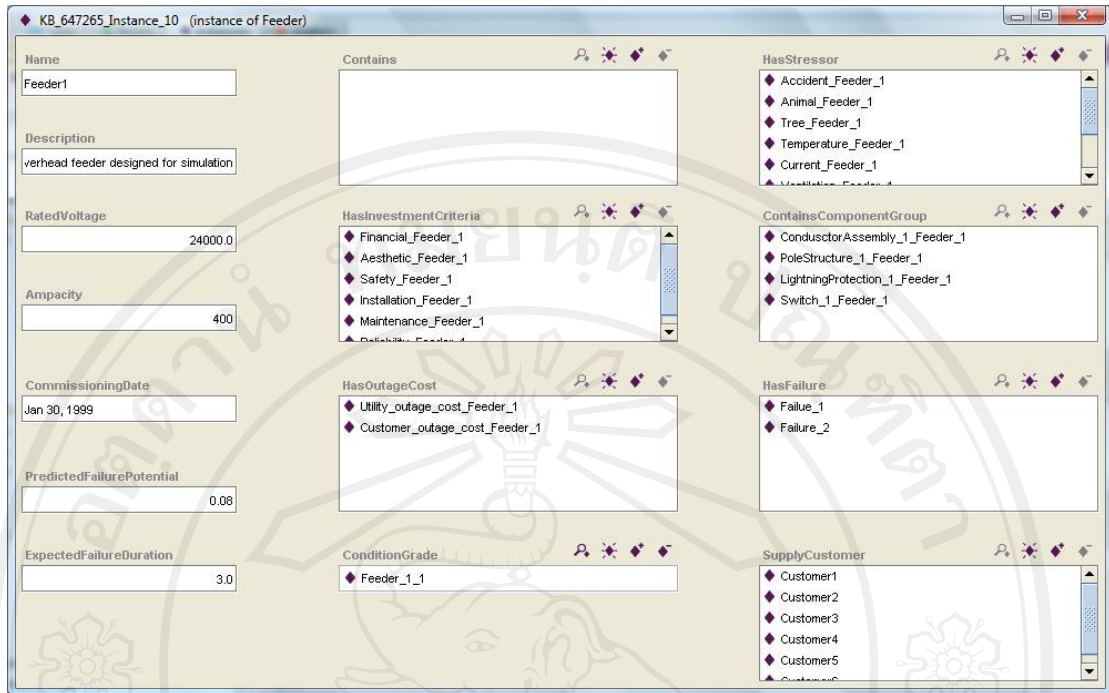 KB_647265_Instance_10 (instance of Feeder)
Name
Feeder1
Description
verhead feeder designed for simulation
RatedVoltage
24000.0
Ampacity
400
CommissioningDate
Jan 30, 1999
PredictedFailurePotential
0.08
ExpectedFailureDuration
3.0
Contains
HasInvestmentCriteria
Financial_Feeder_1
Aesthetic_Feeder_1
Safety_Feeder_1
Installation_Feeder_1
Maintenance_Feeder_1
HasOutageCost
Utility_outage_cost_Feeder_1
Customer_outage_cost_Feeder_1
ConditionGrade
Feeder_1_1
HasStressor
Accident_Feeder_1
Animal_Feeder_1
Tree_Feeder_1
Temperature_Feeder_1
Current_Feeder_1
ContainsComponentGroup
CondusctorAssembly_1_Feeder_1
PoleStructure_1_Feeder_1
LightningProtection_1_Feeder_1
Switch_1_Feeder_1
HasFailure
Failue_1
Failure_2
SupplyCustomer
Customer1
Customer2
Customer3
Customer4
Customer5